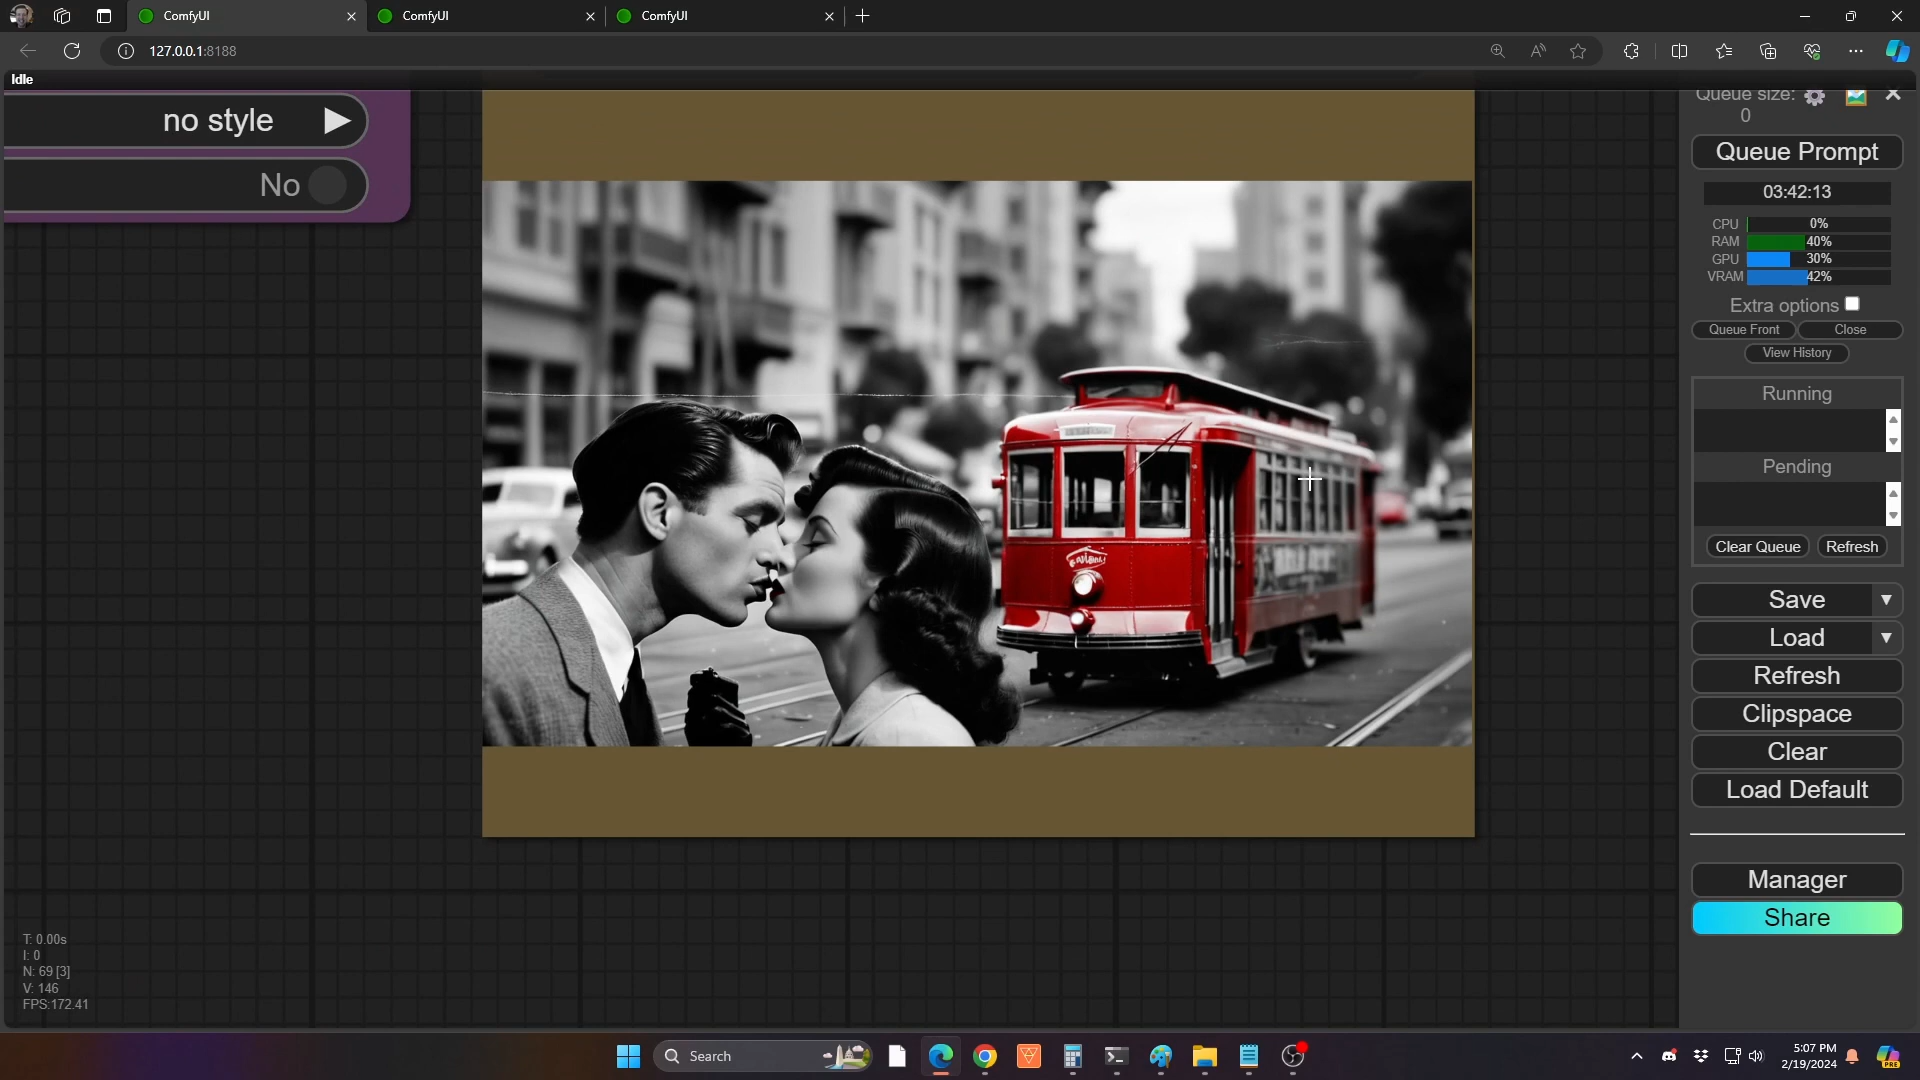 ComfyUI
ComfyUI
ComfyUI
127.0.0.1:8188
Idle
no style
No
Queue size:
0
Queue Prompt
03:42:13
CPU 0%
RAM 40%
GPU 30%
VRAM 42%
Extra options
Queue Front Close
View History
Running
Pending
Clear Queue Refresh
Save
Load
Refresh
Clipspace
Clear
Load Default
Manager
Share
T: 0.00s
I: 0
N: 69 [3]
V: 146
FPS:172.41
Search
5:07 PM
2/19/2024
PRE